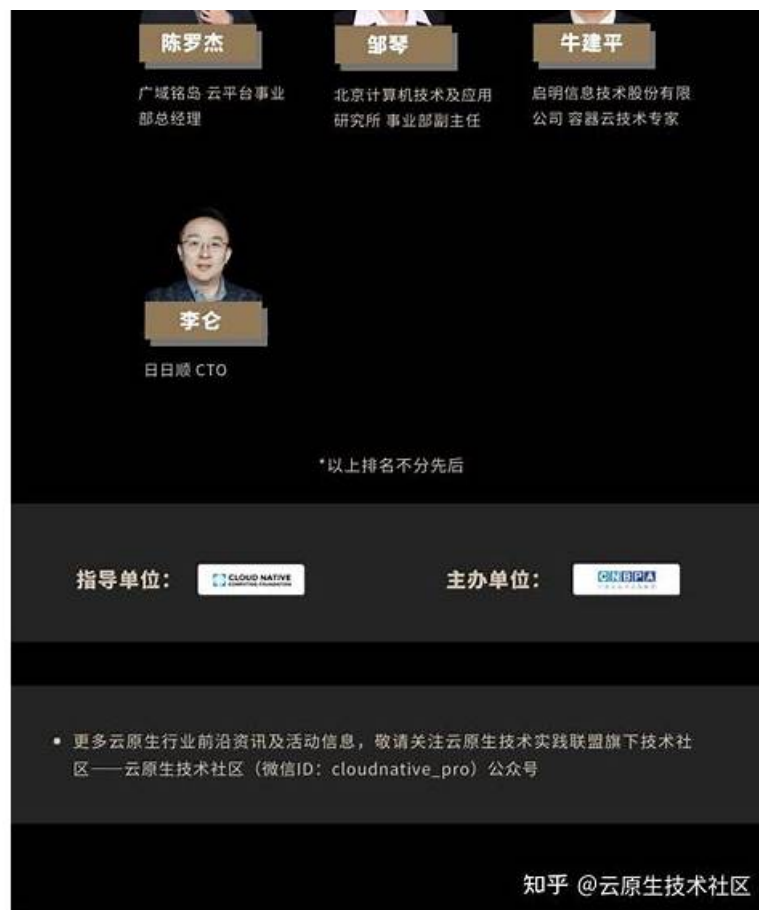 陈罗杰
邹琴
牛建平
广域铭岛 云平台事业
部总经理
北京计算机技术及应用
研究所 事业部副主任
启明信息技术股份有限
公司 容器云技术专家
李仑
日日顺 CTO
*以上排名不分先后
指导单位：
CLOUD NATIVE
COMPUTING FOUNDATION
主办单位：
CNBPA
• 更多云原生行业前沿资讯及活动信息，敬请关注云原生技术实践联盟旗下技术社
区——云原生技术社区（微信ID：cloudnative_pro）公众号
知乎 @云原生技术社区